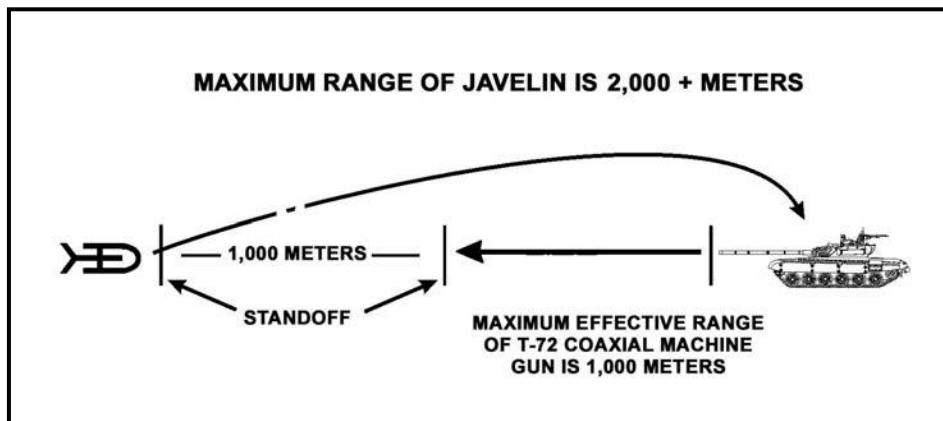 MAXIMUM RANGE OF JAVELIN IS 2,000 + METERS
1,000 METERS
STANDOFF
MAXIMUM EFFECTIVE RANGE
OF T-72 COAXIAL MACHINE
GUN IS 1,000 METERS